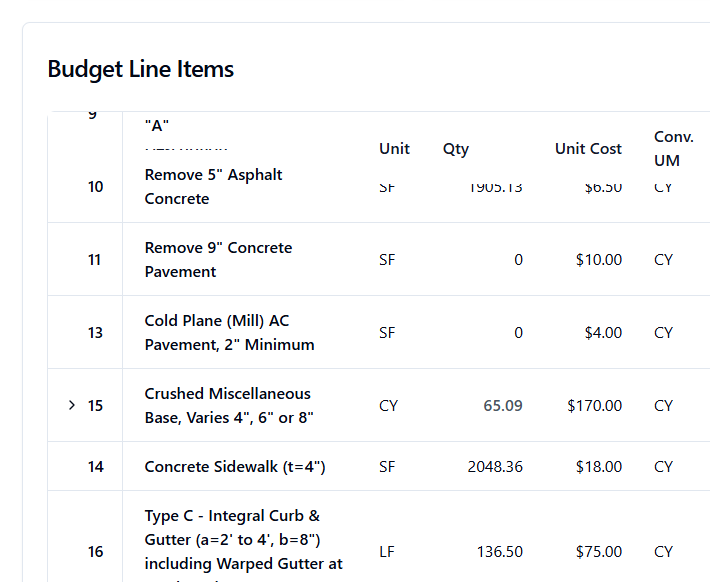 Budget Line Items
9
"A"
Unit Qty Unit Cost Conv. UM
10 Remove 5" Asphalt Concrete SF 1905.13 $6.50 CY
11 Remove 9" Concrete Pavement SF 0 $10.00 CY
13 Cold Plane (Mill) AC Pavement, 2" Minimum SF 0 $4.00 CY
15 Crushed Miscellaneous Base, Varies 4", 6" or 8" CY 65.09 $170.00 CY
14 Concrete Sidewalk (t=4") SF 2048.36 $18.00 CY
16 Type C - Integral Curb & Gutter (a=2' to 4', b=8") including Warped Gutter at LF 136.50 $75.00 CY